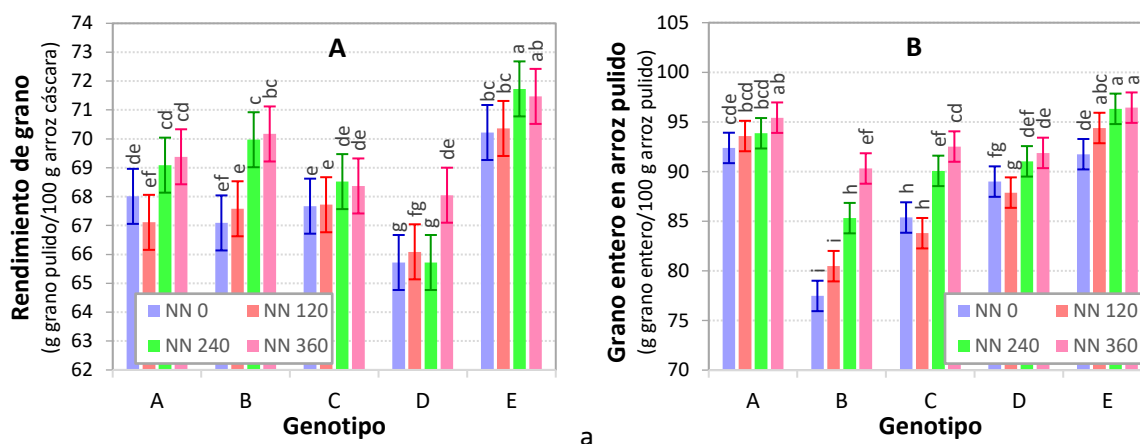 A
Rendimiento de grano
(g grano pulido/100 g arroz cáscara)
74
73
72
71
70
69
68
67
66
65
64
63
62
de ef cd cd
ef e c bc
e e de de
g fg g de
bc bc a ab
NN 0 NN 120
NN 240 NN 360
A B C D E
Genotipo
B
Grano entero en arroz pulido
(g grano entero/100 g arroz pulido)
105
100
95
90
85
80
75
70
cde bcd bcd ab
i i h ef
h h ef cd
fg g def de
de abc a a
NN 0 NN 120
NN 240 NN 360
A B C D E
Genotipo
a